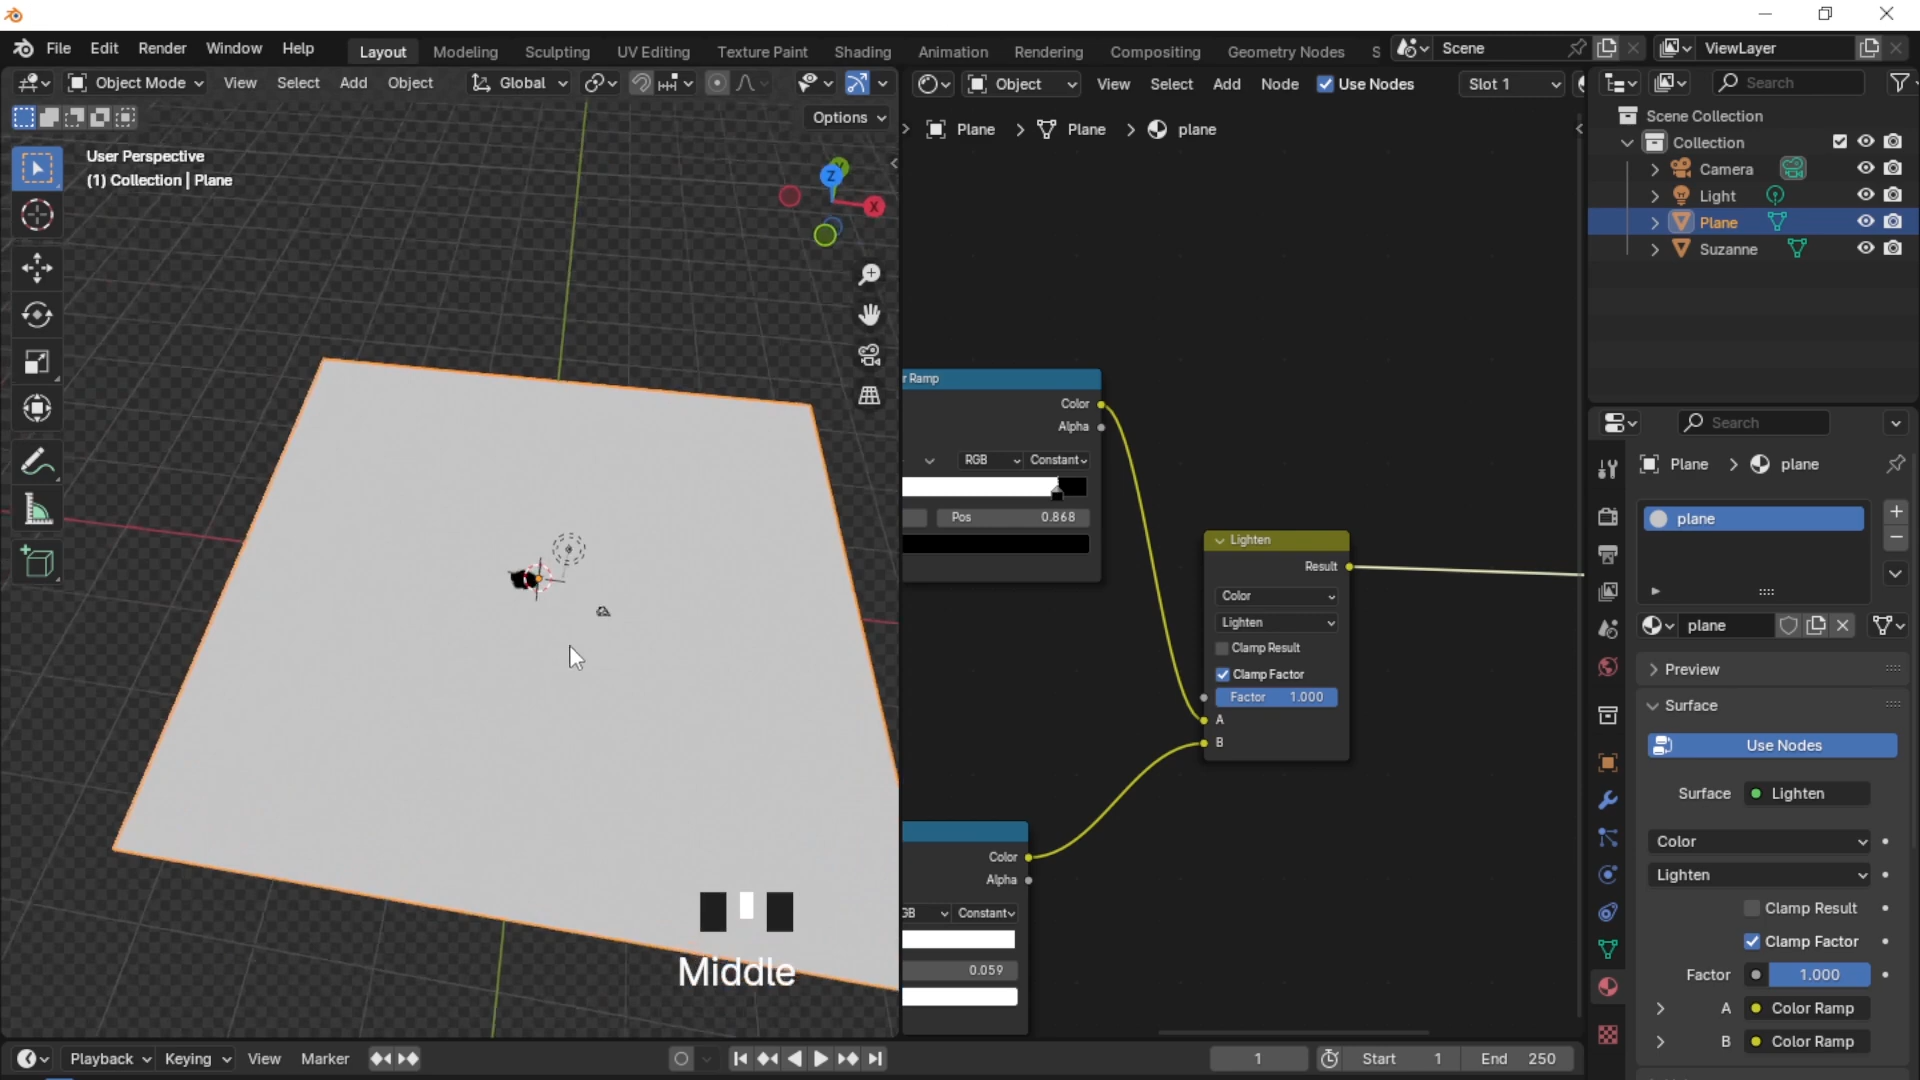 File Edit Render Window Help
Layout Modeling Sculpting UV Editing Texture Paint Shading Animation Rendering Compositing Geometry Nodes S
Scene
ViewLayer
Object Mode View Select Add Object Global
Object View Select Add Node Use Nodes Slot 1
Search
Options
User Perspective
(1) Collection | Plane
Z
X
Plane > Plane > plane
Scene Collection
Collection
Camera
Light
Plane
Suzanne
r Ramp
Color
Alpha
RGB Constant
Pos 0.868
Lighten
Result
Color
Lighten
Clamp Result
Clamp Factor
Factor 1.000
A
B
Color
Alpha
GB Constant
0.059
Middle
Search
Plane > plane
plane
plane
Preview
Surface
Use Nodes
Surface Lighten
Color
Lighten
Clamp Result
Clamp Factor
Factor 1.000
A Color Ramp
B Color Ramp
Playback Keying View Marker
1
Start 1
End 250